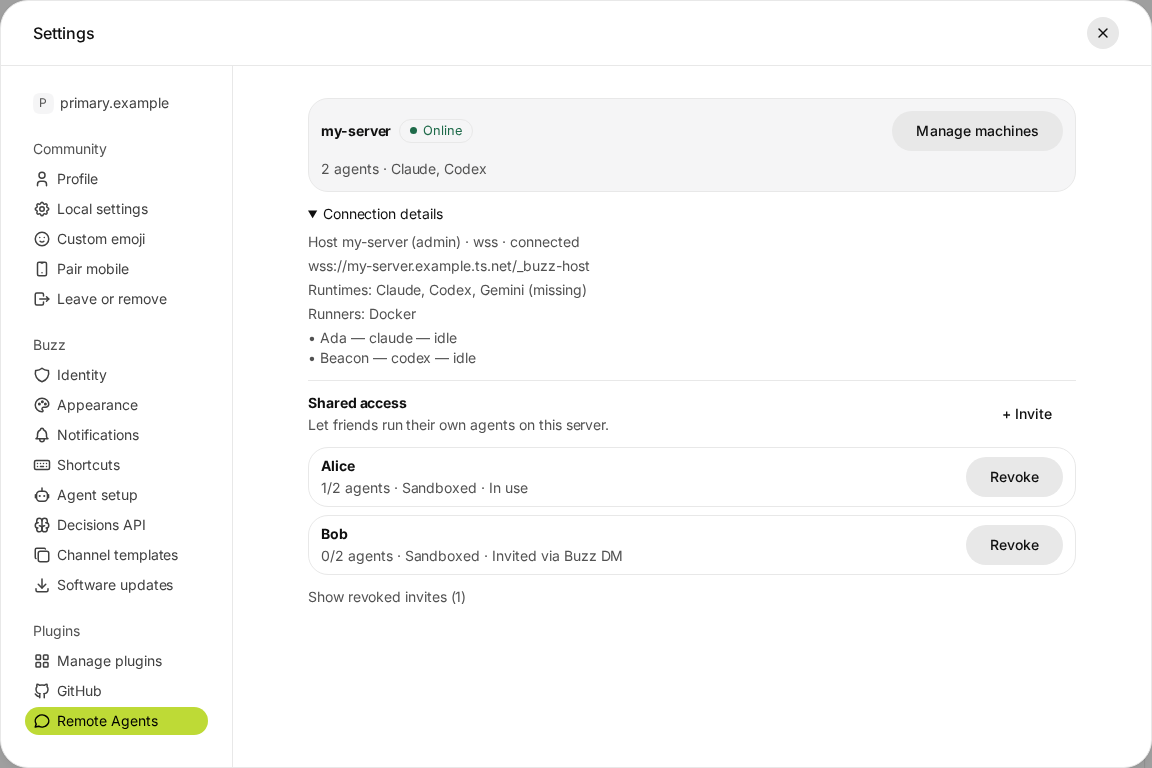 Settings
P primary.example
Community
Profile
Local settings
Custom emoji
Pair mobile
Leave or remove
Buzz
Identity
Appearance
Notifications
Shortcuts
Agent setup
Decisions API
Channel templates
Software updates
Plugins
Manage plugins
GitHub
Remote Agents
my-server
Online
Manage machines
2 agents · Claude, Codex
▼ Connection details
Host my-server (admin) · wss · connected
wss://my-server.example.ts.net/_buzz-host
Runtimes: Claude, Codex, Gemini (missing)
Runners: Docker
• Ada — claude — idle
• Beacon — codex — idle
Shared access
Let friends run their own agents on this server.
+ Invite
Alice
1/2 agents · Sandboxed · In use
Revoke
Bob
0/2 agents · Sandboxed · Invited via Buzz DM
Revoke
Show revoked invites (1)